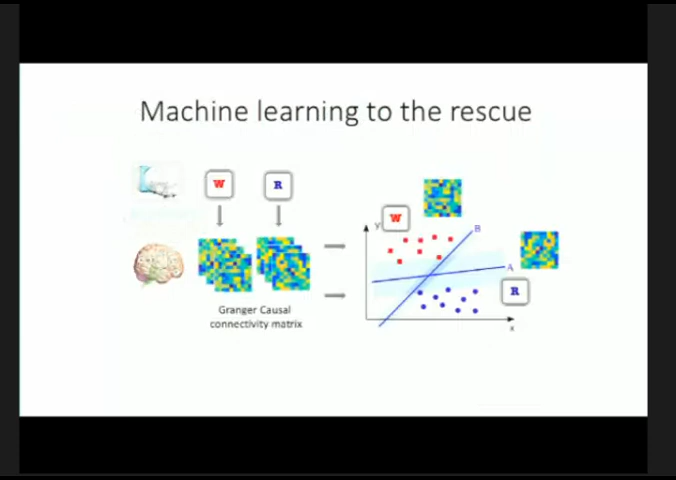 Machine learning to the rescue
W
R
W
y
B
A
R
x
Granger Causal
connectivity matrix